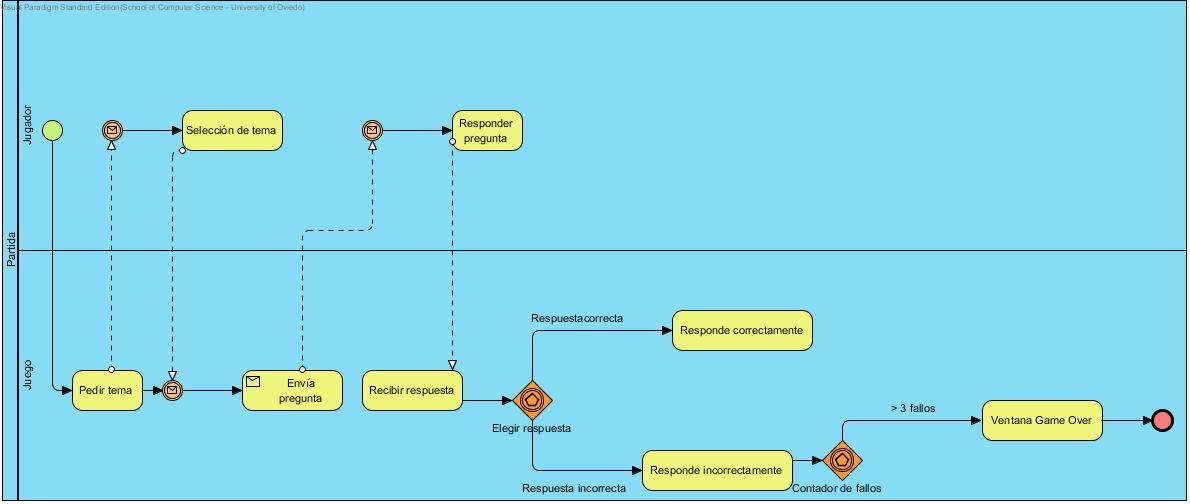 Visual Paradigm Standard Edition(School of Computer Science - University of Oviedo)
Partida
Jugador
Selección de tema
Responder
pregunta
Juego
Pedir tema
Envía
pregunta
Recibir respuesta
Elegir respuesta
Respuesta correcta
Responde correctamente
Respuesta incorrecta
Responde incorrectamente
Contador de fallos
> 3 fallos
Ventana Game Over